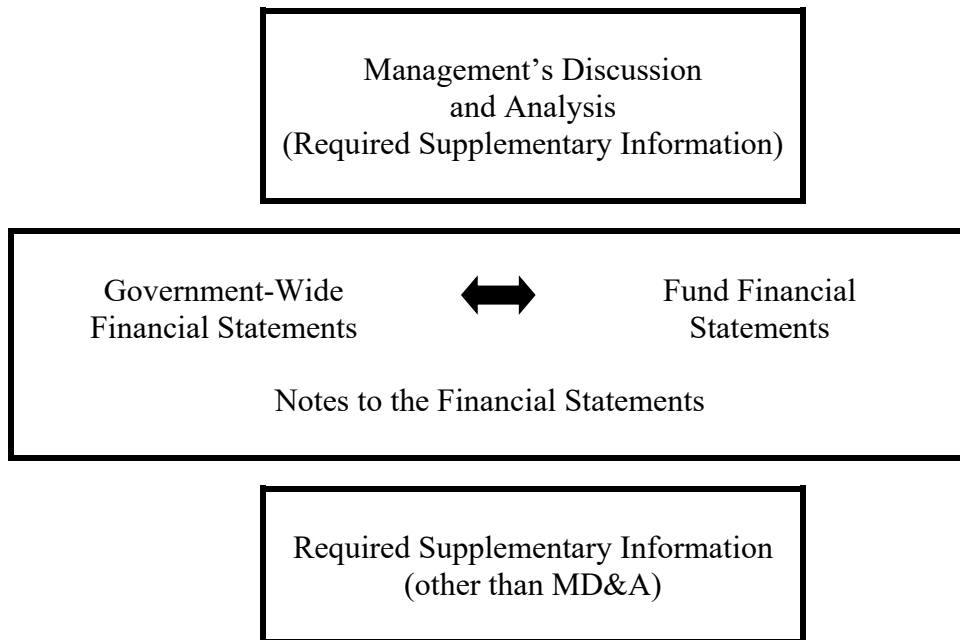 Management’s Discussion
and Analysis
(Required Supplementary Information)
Government-Wide
Financial Statements
Fund Financial
Statements
Notes to the Financial Statements
Required Supplementary Information
(other than MD&A)